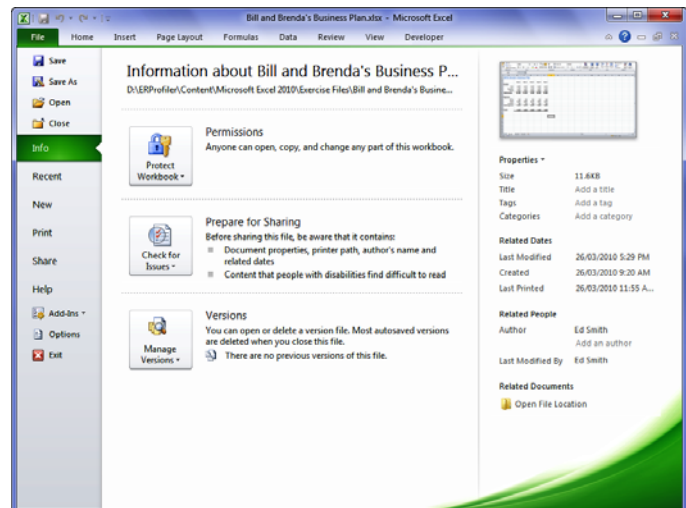 Bill and Brenda's Business Plan.xlsx - Microsoft Excel
File Home Insert Page Layout Formulas Data Review View Developer
Save
Save As
Open
Close
Info
Recent
New
Print
Share
Help
Add-Ins
Options
Exit
Information about Bill and Brenda's Business P...
D:\ERProfiler\Content\Microsoft Excel 2010\Exercise Files\Bill and Brenda's Busine...
Protect
Workbook
Permissions
Anyone can open, copy, and change any part of this workbook.
Check for
Issues
Prepare for Sharing
Before sharing this file, be aware that it contains:
Document properties, printer path, author's name and
related dates
Content that people with disabilities find difficult to read
Manage
Versions
Versions
You can open or delete a version file. Most autosaved versions
are deleted when you close this file.
There are no previous versions of this file.
Properties
Size 11.6KB
Title Add a title
Tags Add a tag
Categories Add a category
Related Dates
Last Modified 26/03/2010 5:29 PM
Created 26/03/2010 9:20 AM
Last Printed 26/03/2010 11:55 A...
Related People
Author Ed Smith
Add an author
Last Modified By Ed Smith
Related Documents
Open File Location